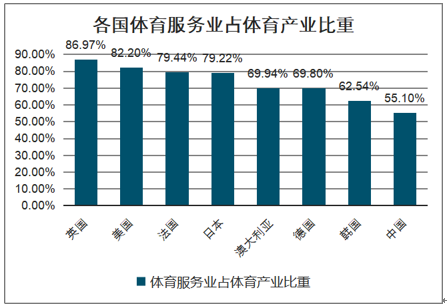 各国体育服务业占体育产业比重
90.00%
80.00%
70.00%
60.00%
50.00%
40.00%
30.00%
20.00%
10.00%
0.00%
86.97%
82.20%
79.44%
79.22%
69.94%
69.80%
62.54%
55.10%
英国
美国
法国
日本
澳大利亚
德国
韩国
中国
体育服务业占体育产业比重